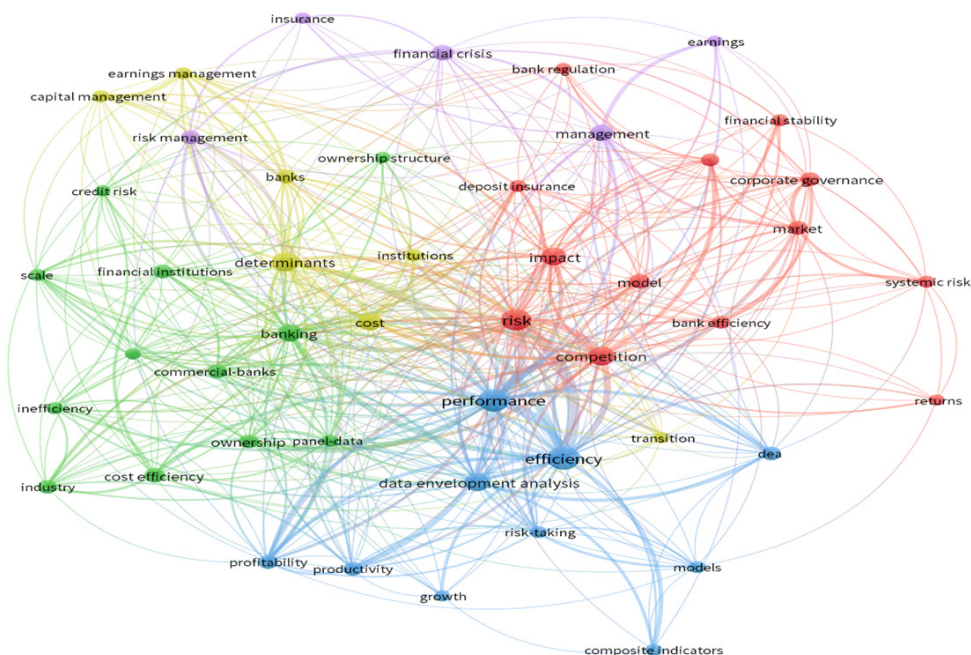 insurance
earnings
financial crisis
bank regulation
earnings management
capital management
financial stability
risk management
management
ownership structure
banks
deposit insurance
corporate governance
credit risk
market
institutions
impact
determinants
financial institutions
scale
model
systemic risk
risk
cost
bank efficiency
banking
competition
commercial-banks
performance
returns
inefficiency
ownership
panel-data
transition
dea
efficiency
cost efficiency
data envelopment analysis
industry
risk-taking
profitability
productivity
models
growth
composite indicators